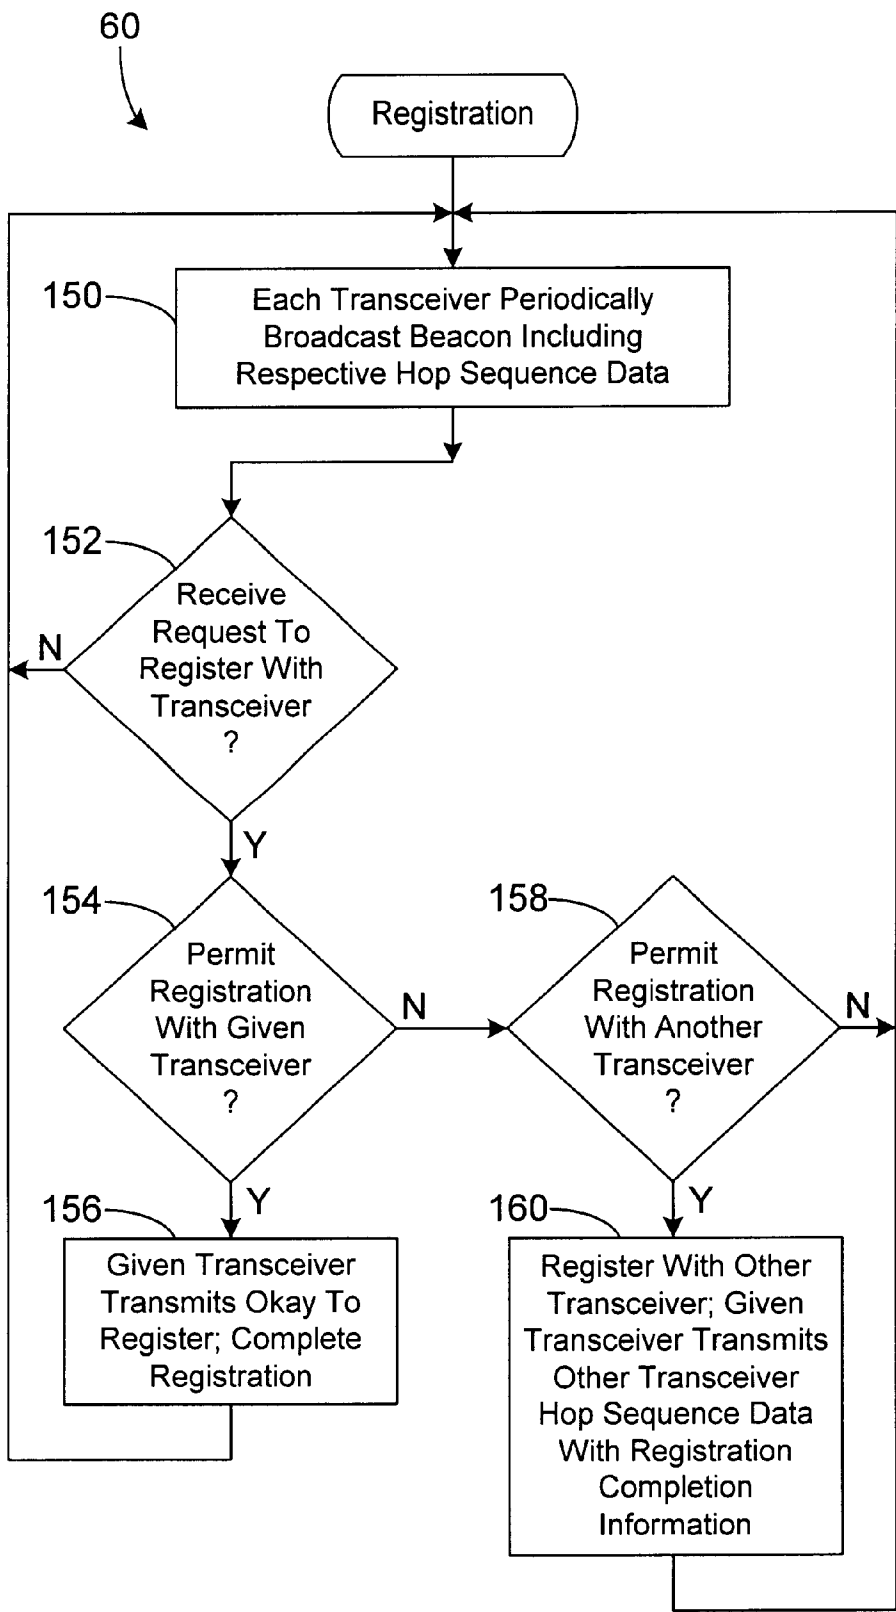 60
Registration
150
Each Transceiver Periodically
Broadcast Beacon Including
Respective Hop Sequence Data
152
Receive
Request To
Register With
Transceiver
?
N
Y
154
Permit
Registration
With Given
Transceiver
?
N
Y
158
Permit
Registration
With Another
Transceiver
?
N
Y
156
Given Transceiver
Transmits Okay To
Register; Complete
Registration
160
Register With Other
Transceiver; Given
Transceiver Transmits
Other Transceiver
Hop Sequence Data
With Registration
Completion
Information